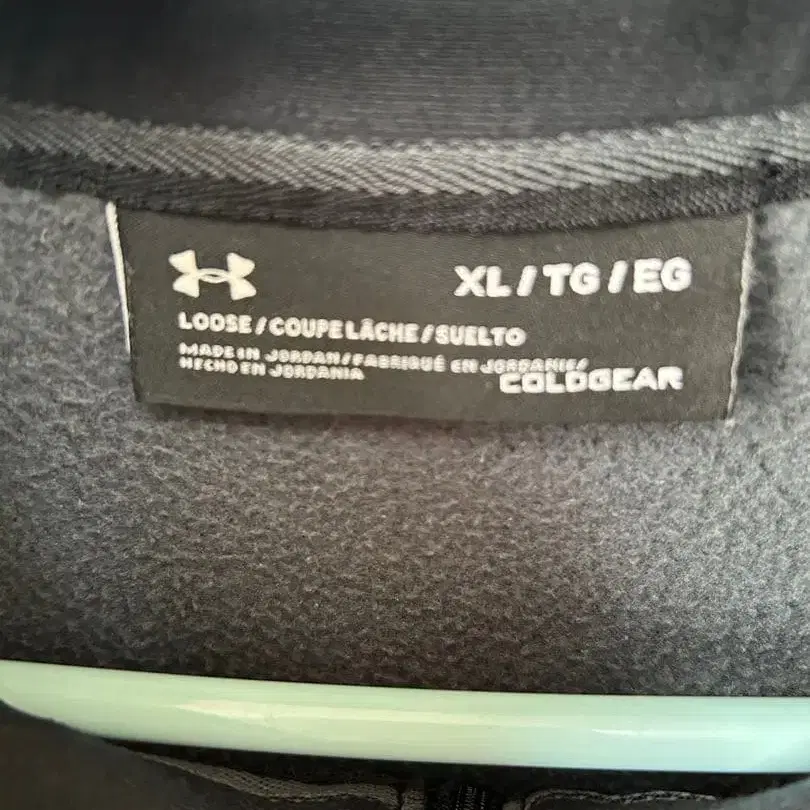 XL/TG/EG
LOOSE/COUPE LÂCHE/SUELTO
MADE IN JORDAN/FABRIQUÉ EN JORDANIE/
HECHO EN JORDANIA
COLDGEAR